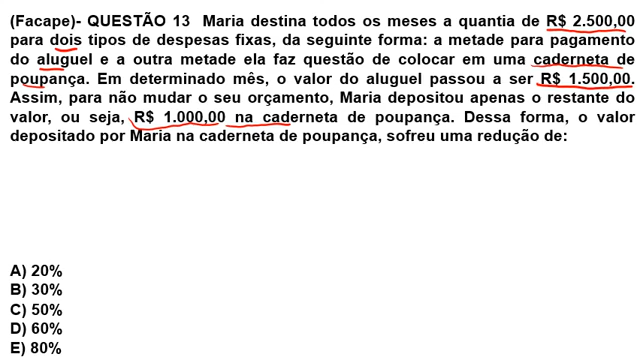 (Facape)- QUESTÃO 13 Maria destina todos os meses a quantia de R$ 2.500,00
para dois tipos de despesas fixas, da seguinte forma: a metade para pagamento
do aluguel e a outra metade ela faz questão de colocar em uma caderneta de
poupança. Em determinado mês, o valor do aluguel passou a ser R$ 1.500,00.
Assim, para não mudar o seu orçamento, Maria depositou apenas o restante do
valor, ou seja, R$ 1.000,00 na caderneta de poupança. Dessa forma, o valor
depositado por Maria na caderneta de poupança, sofreu uma redução de:
A) 20%
B) 30%
C) 50%
D) 60%
E) 80%